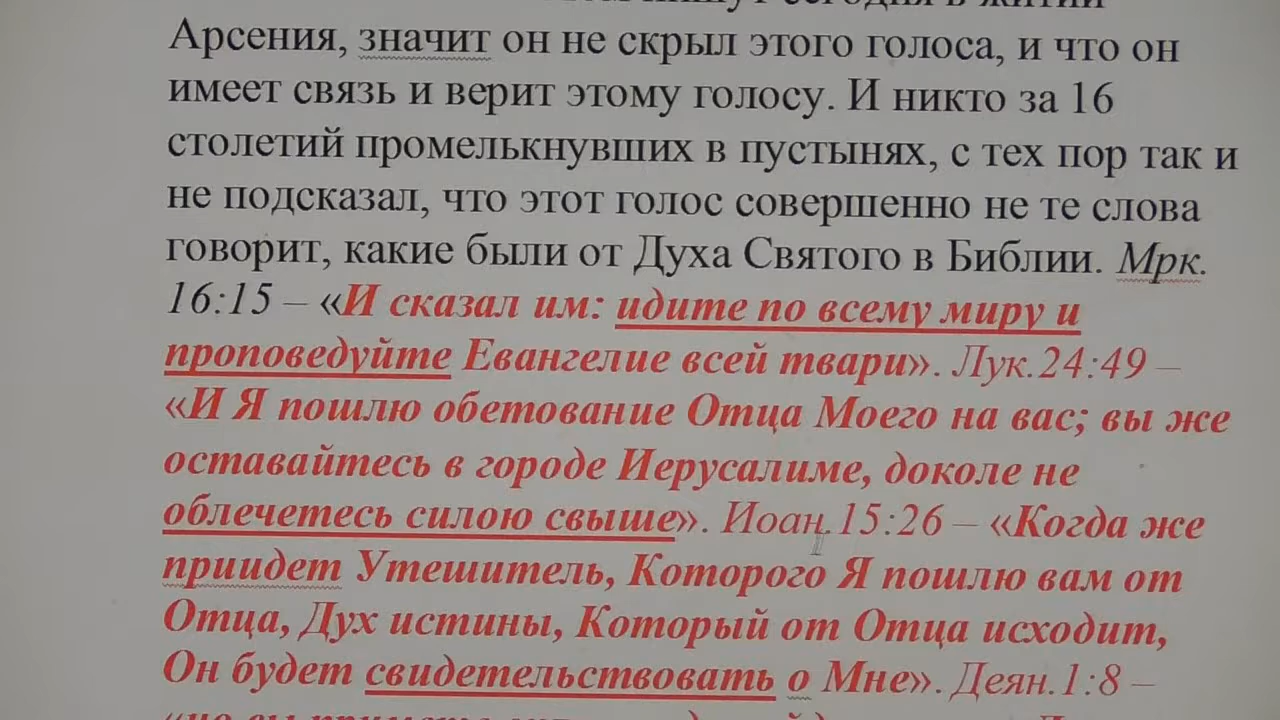 сегодня в житии
Арсения, значит он не скрыл этого голоса, и что он
имеет связь и верит этому голосу. И никто за 16
столетий промелькнувших в пустынях, с тех пор так и
не подсказал, что этот голос совершенно не те слова
говорит, какие были от Духа Святого в Библии. Мрк.
16:15 – «И сказал им: идите по всему миру и
проповедуйте Евангелие всей твари». Лук.24:49 –
«И Я пошлю обетование Отца Моего на вас; вы же
оставайтесь в городе Иерусалиме, доколе не
облечетесь силою свыше». Иоан.15:26 – «Когда же
приидет Утешитель, Которого Я пошлю вам от
Отца, Дух истины, Который от Отца исходит,
Он будет свидетельствовать о Мне». Деян.1:8 –